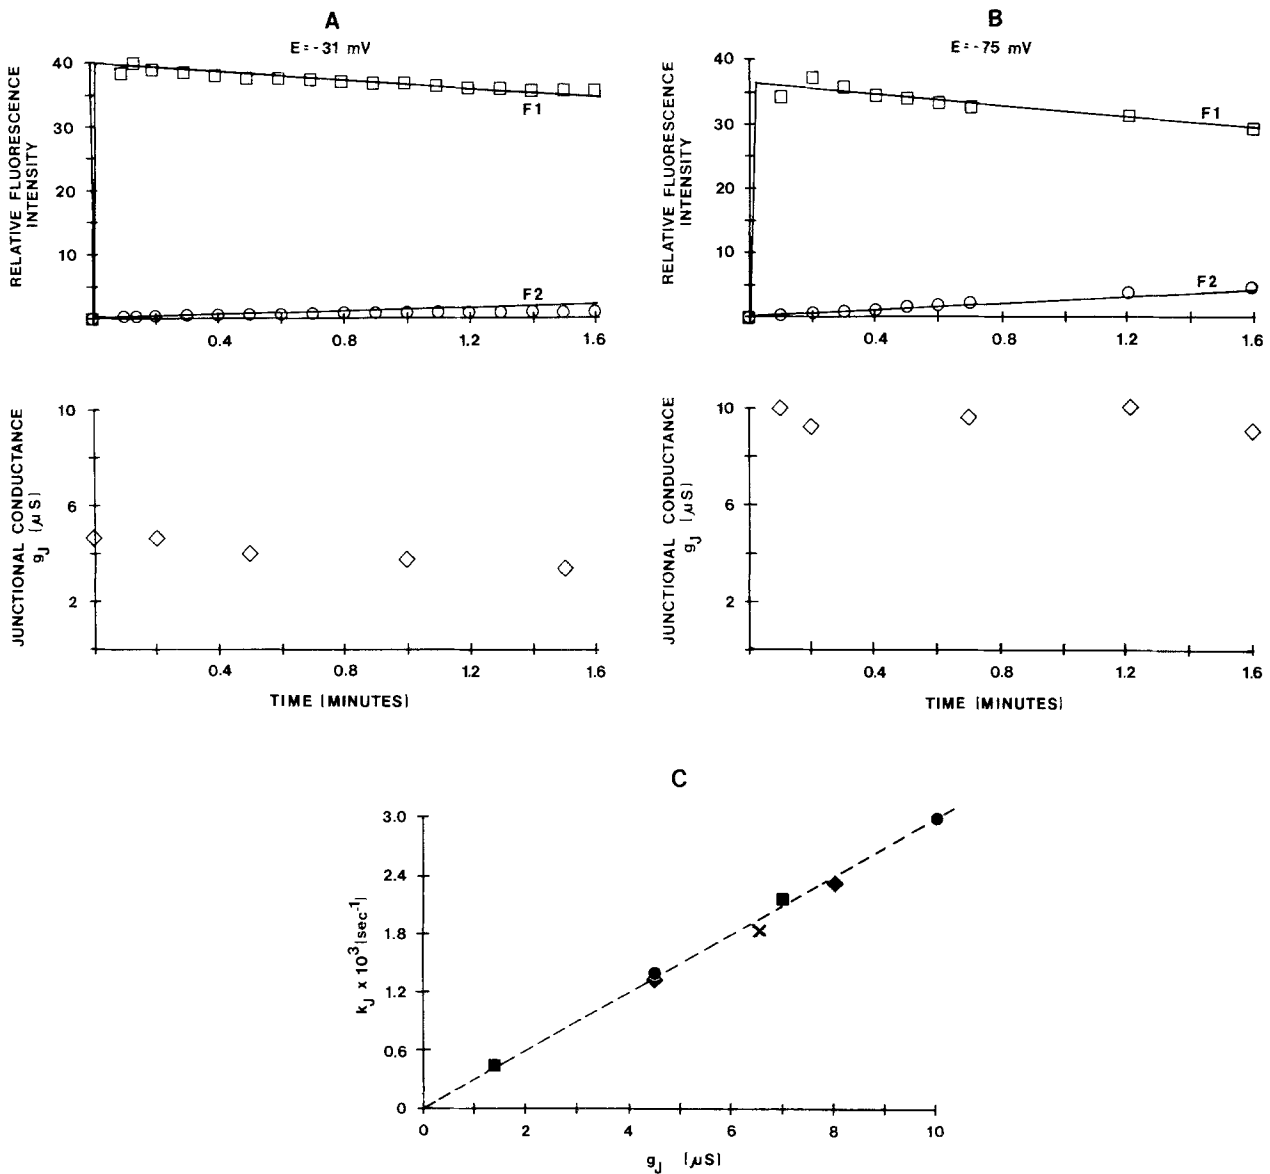 A
E = -31 mV
RELATIVE FLUORESCENCE
INTENSITY
40
30
20
10
F1
F2
0.4
0.8
1.2
1.6
B
E = -75 mV
RELATIVE FLUORESCENCE
INTENSITY
40
30
20
10
F1
F2
0.4
0.8
1.2
1.6
JUNCTIONAL CONDUCTANCE
gJ (µS)
10
6
2
0.4
0.8
1.2
1.6
TIME (MINUTES)
JUNCTIONAL CONDUCTANCE
gJ (µS)
10
6
2
0.4
0.8
1.2
1.6
TIME (MINUTES)
C
kJ x 10³ (sec⁻¹)
3.0
2.4
1.8
1.2
0.6
0
0
2
4
6
8
10
gJ (µS)